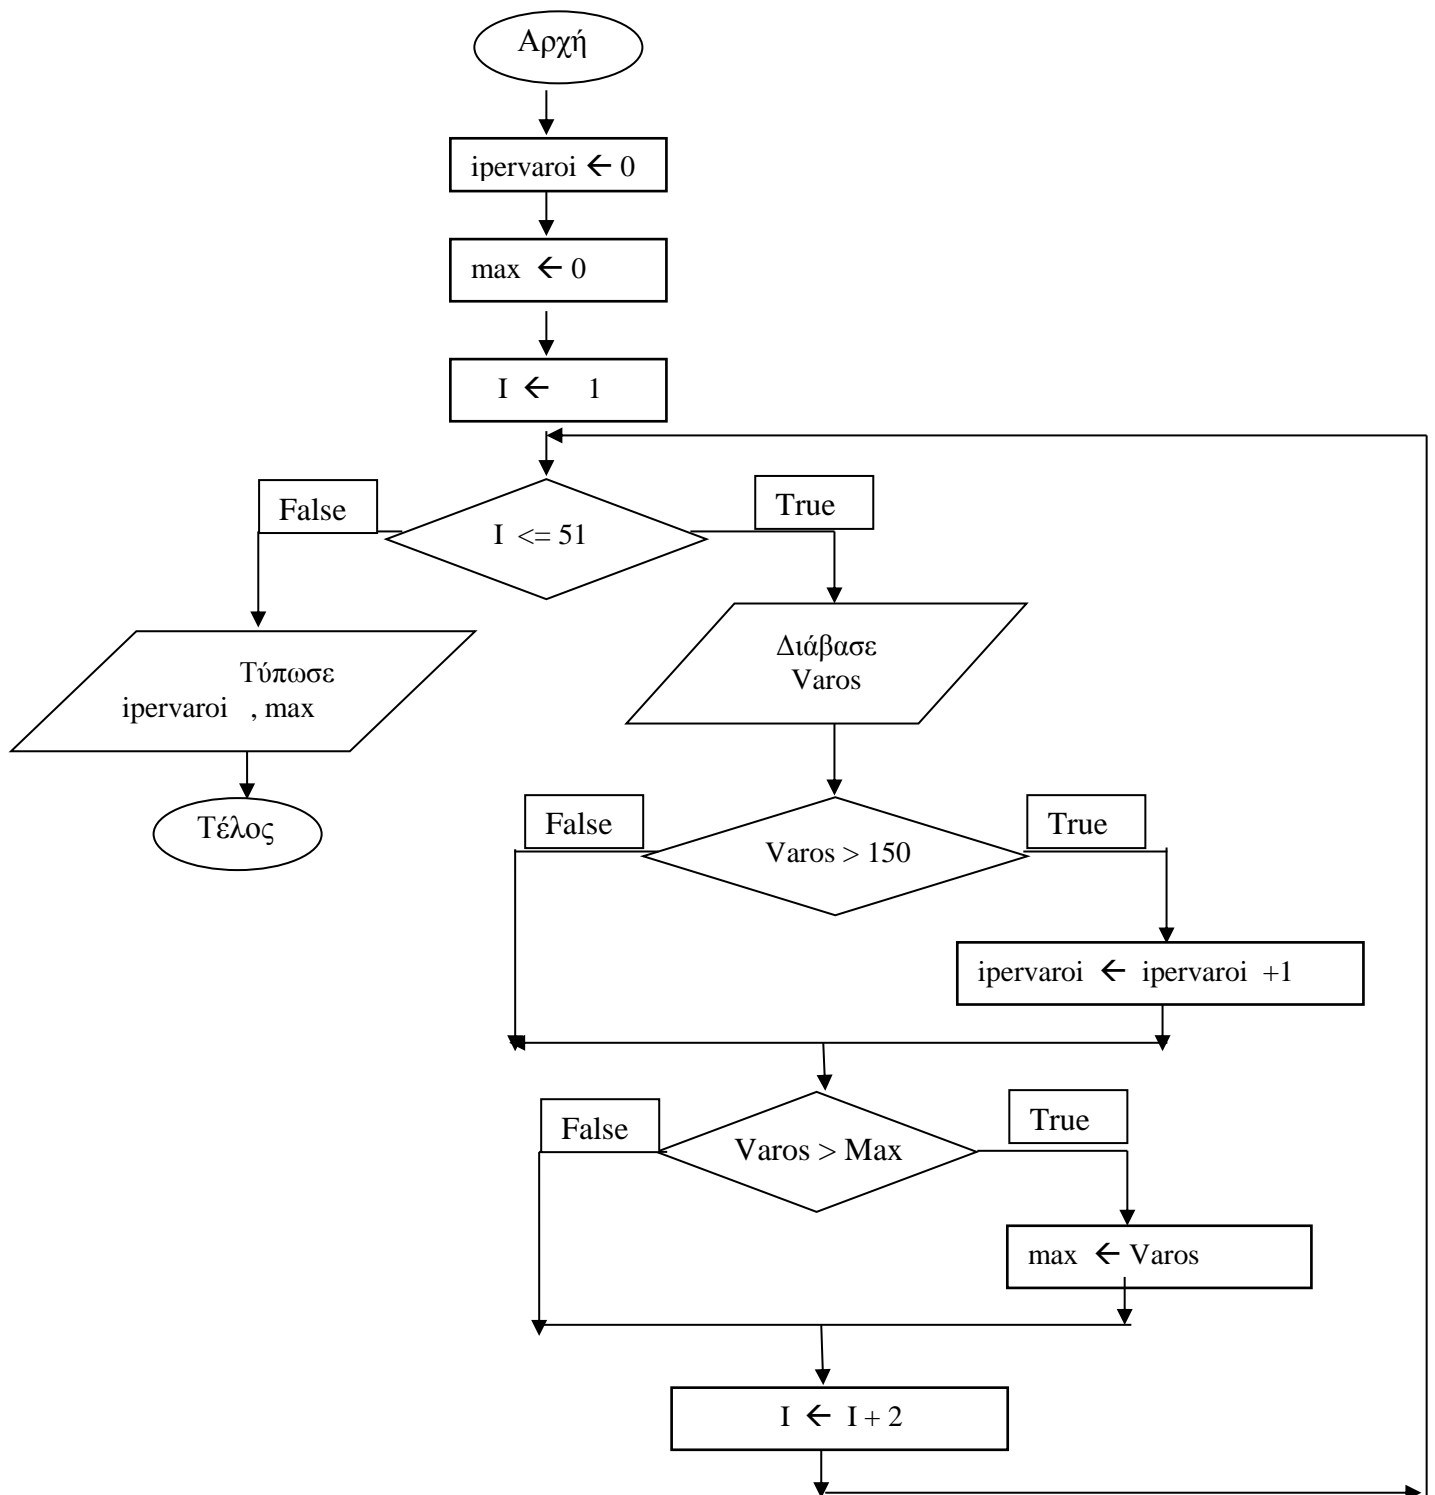 Αρχή
ipervaroi ← 0
max ← 0
I ← 1
False
True
I <= 51
Διάβασε
Varos
Τύπωσε
ipervaroi , max
Τέλος
False
True
Varos > 150
ipervaroi ← ipervaroi +1
False
True
Varos > Max
max ← Varos
I ← I + 2